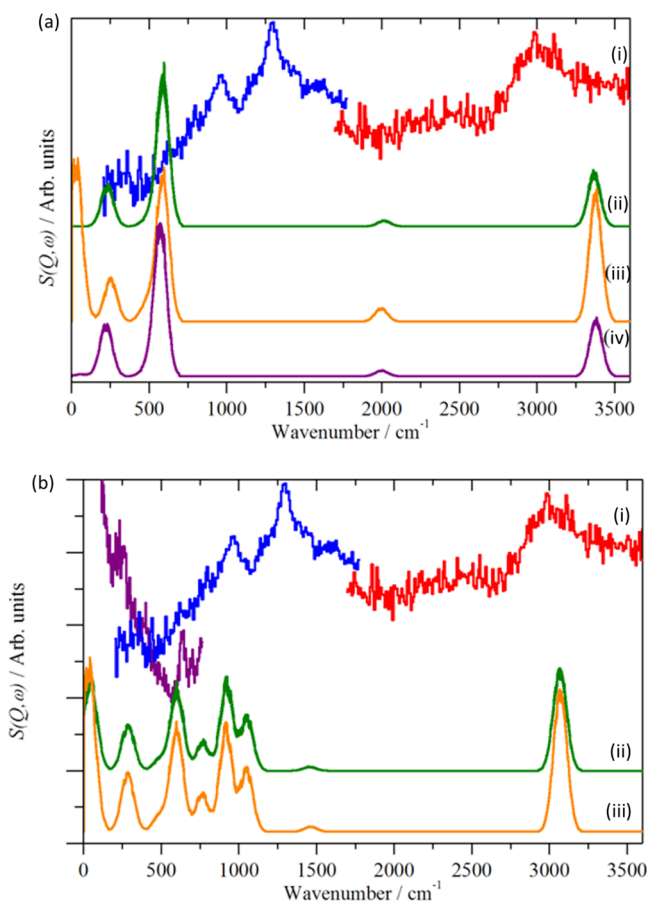 (a)
(i)
(ii)
(iii)
(iv)
S(Q,ω) / Arb. units
0 500 1000 1500 2000 2500 3000 3500
Wavenumber / cm-1
(b)
(i)
(ii)
(iii)
S(Q,ω) / Arb. units
0 500 1000 1500 2000 2500 3000 3500
Wavenumber / cm-1